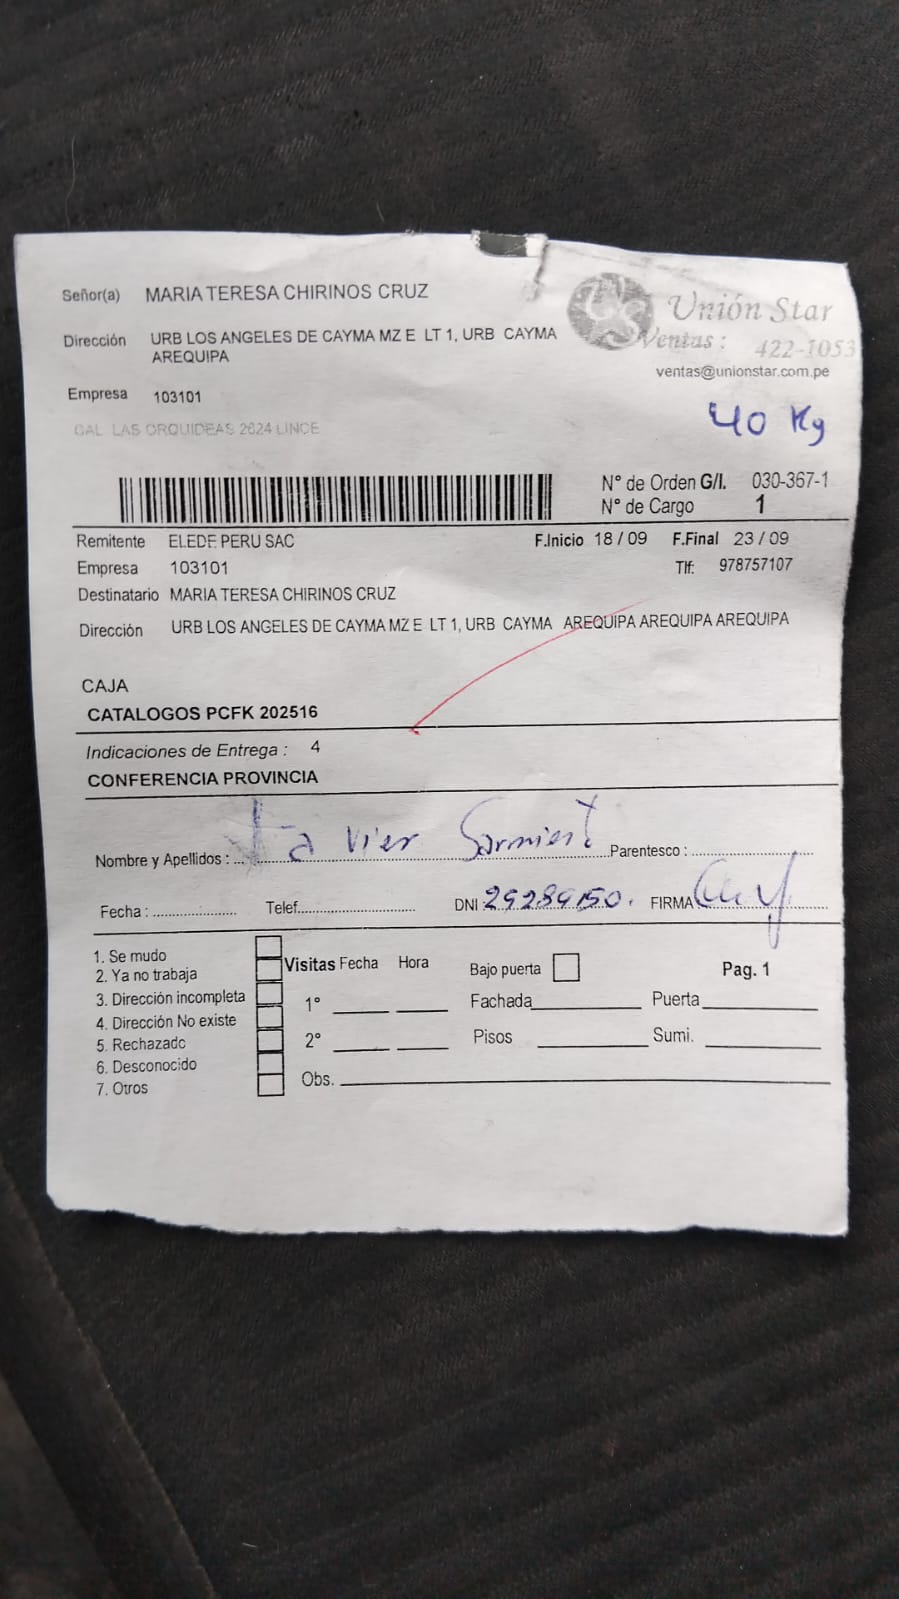 Señor(a) MARIA TERESA CHIRINOS CRUZ
Dirección URB LOS ANGELES DE CAYMA MZ E LT 1, URB CAYMA
AREQUIPA
Empresa 103101
CAL LAS ORQUIDEAS 2624 LINCE
Unión Star
Ventas : 422-1053
ventas@unionstar.com.pe
40 Kg
N° de Orden G/I. 030-367-1
N° de Cargo 1
Remitente ELEDE PERU SAC F.Inicio 18 / 09 F.Final 23 / 09
Empresa 103101 Tlf: 978757107
Destinatario MARIA TERESA CHIRINOS CRUZ
Dirección URB LOS ANGELES DE CAYMA MZ E LT 1, URB CAYMA AREQUIPA AREQUIPA AREQUIPA
CAJA
CATALOGOS PCFK 202516
Indicaciones de Entrega : 4
CONFERENCIA PROVINCIA
Nombre y Apellidos : Sarmient Parentesco :
Fecha : Telef. DNI FIRMA
1. Se mudo
2. Ya no trabaja
3. Dirección incompleta
4. Dirección No existe
5. Rechazado
6. Desconocido
7. Otros
Visitas Fecha Hora Bajo puerta Pag. 1
1° Fachada Puerta
2° Pisos Sumi.
Obs.